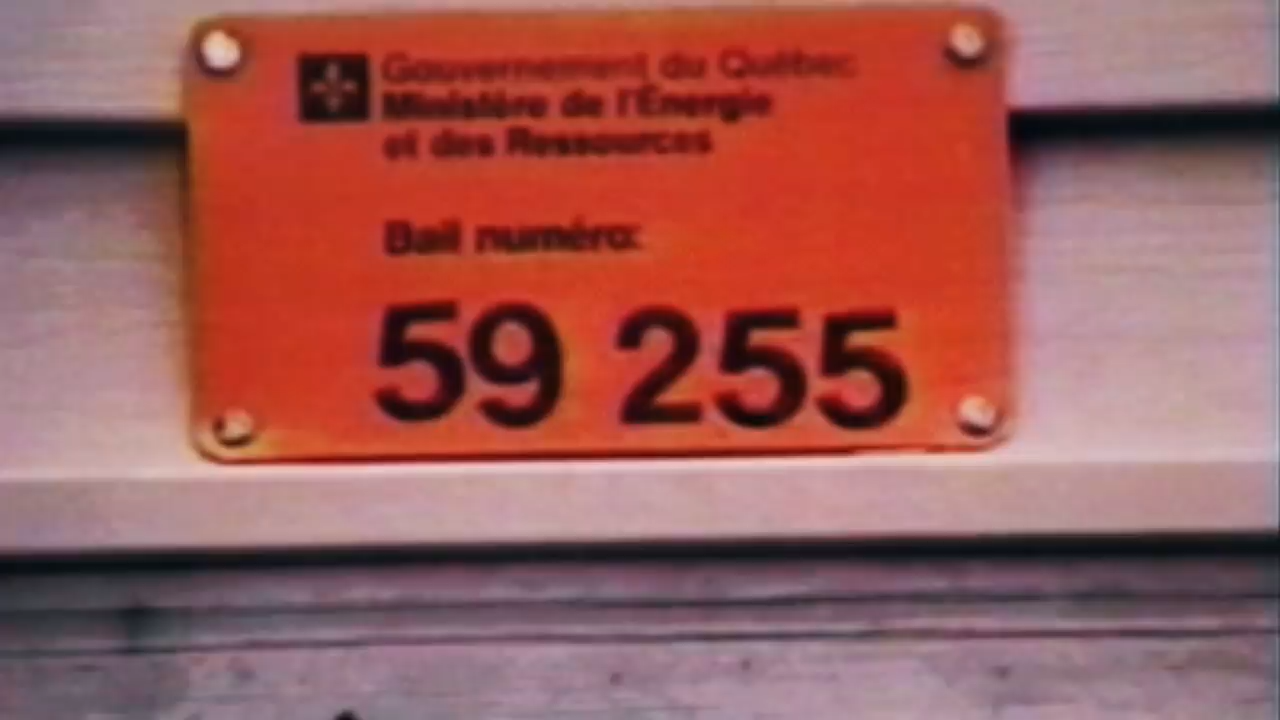 Gouvernement du Québec
Ministère de l'Énergie
et des Ressources
Bail numéro:
59 255